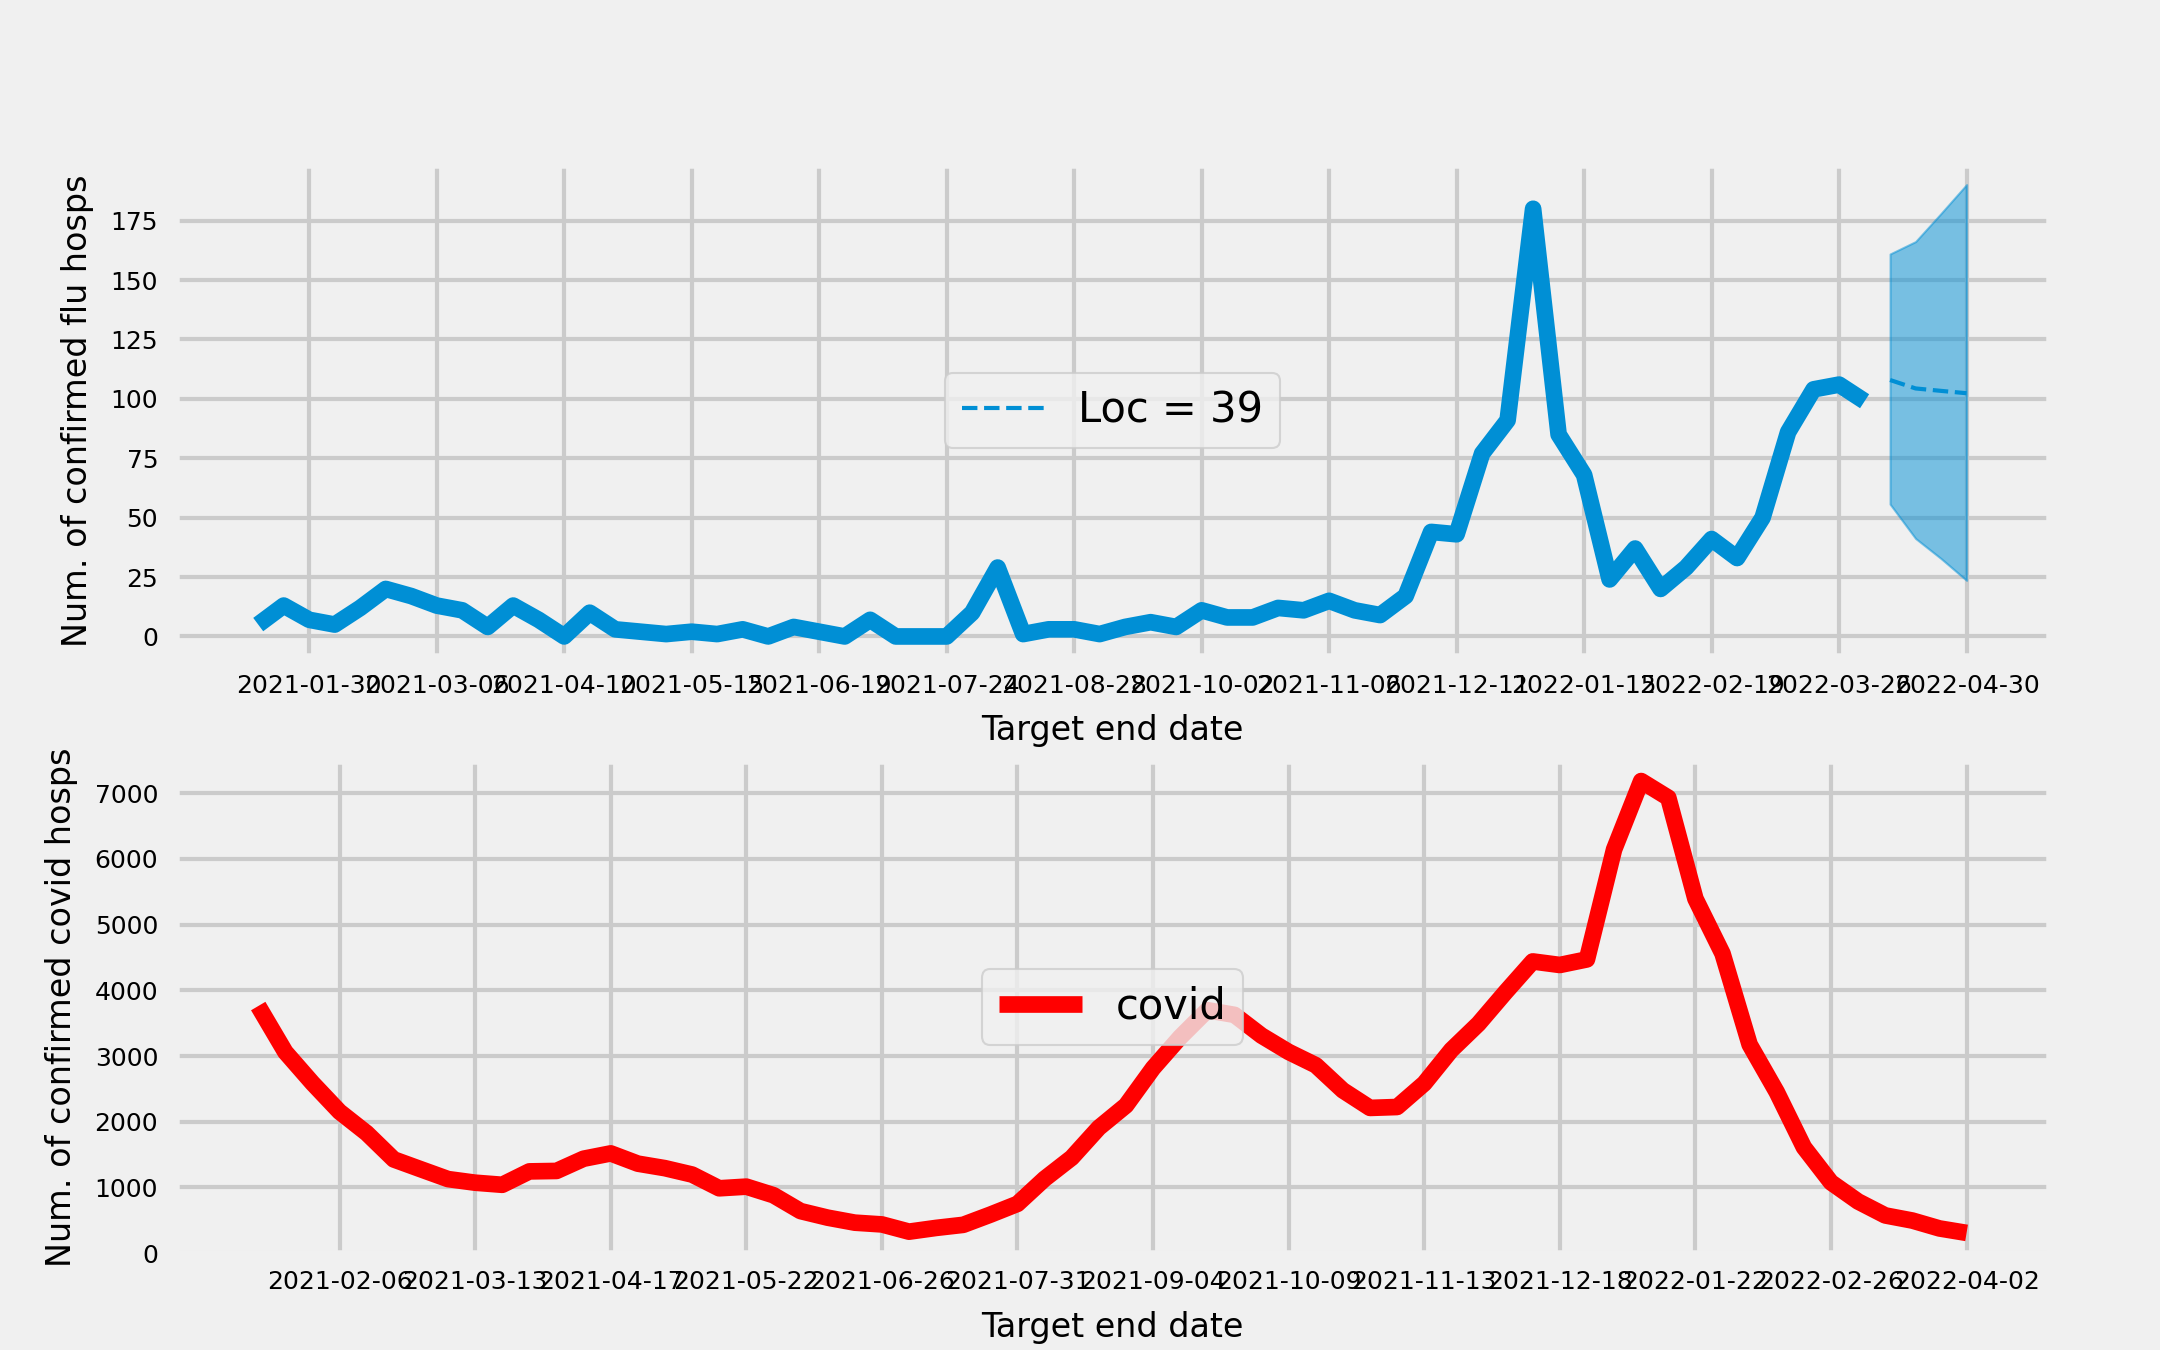 Num. of confirmed flu hosps
175
150
125
100
75
50
25
0
Loc = 39
2021-01-30 2021-03-06 2021-04-10 2021-05-15 2021-06-19 2021-07-24 2021-08-28 2021-10-02 2021-11-06 2021-12-11 2022-01-15 2022-02-19 2022-03-26 2022-04-30
Target end date
Num. of confirmed covid hosps
7000
6000
5000
4000
3000
2000
1000
0
covid
2021-02-06 2021-03-13 2021-04-17 2021-05-22 2021-06-26 2021-07-31 2021-09-04 2021-10-09 2021-11-13 2021-12-18 2022-01-22 2022-02-26 2022-04-02
Target end date